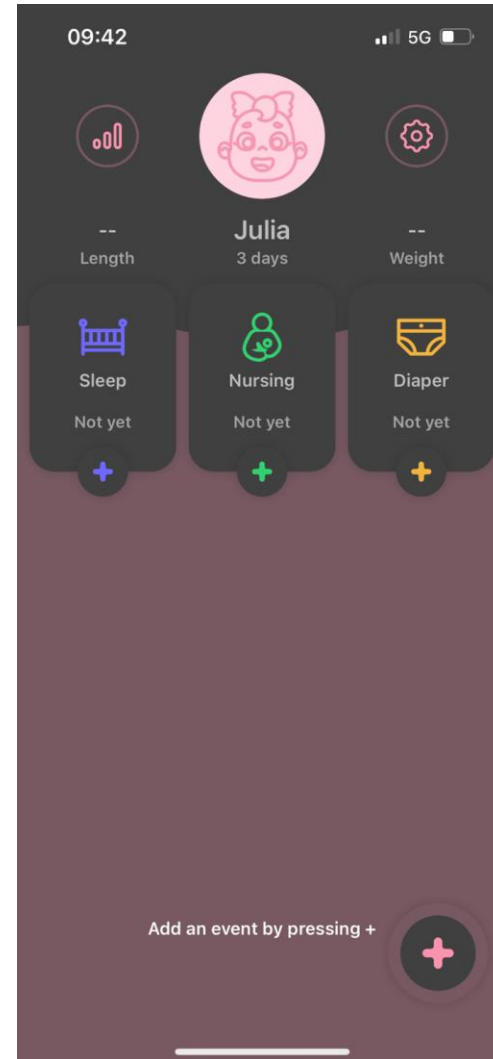 09:42
5G
Julia
-- -- 
Length 3 days Weight
Sleep Nursing Diaper
Not yet Not yet Not yet
Add an event by pressing +